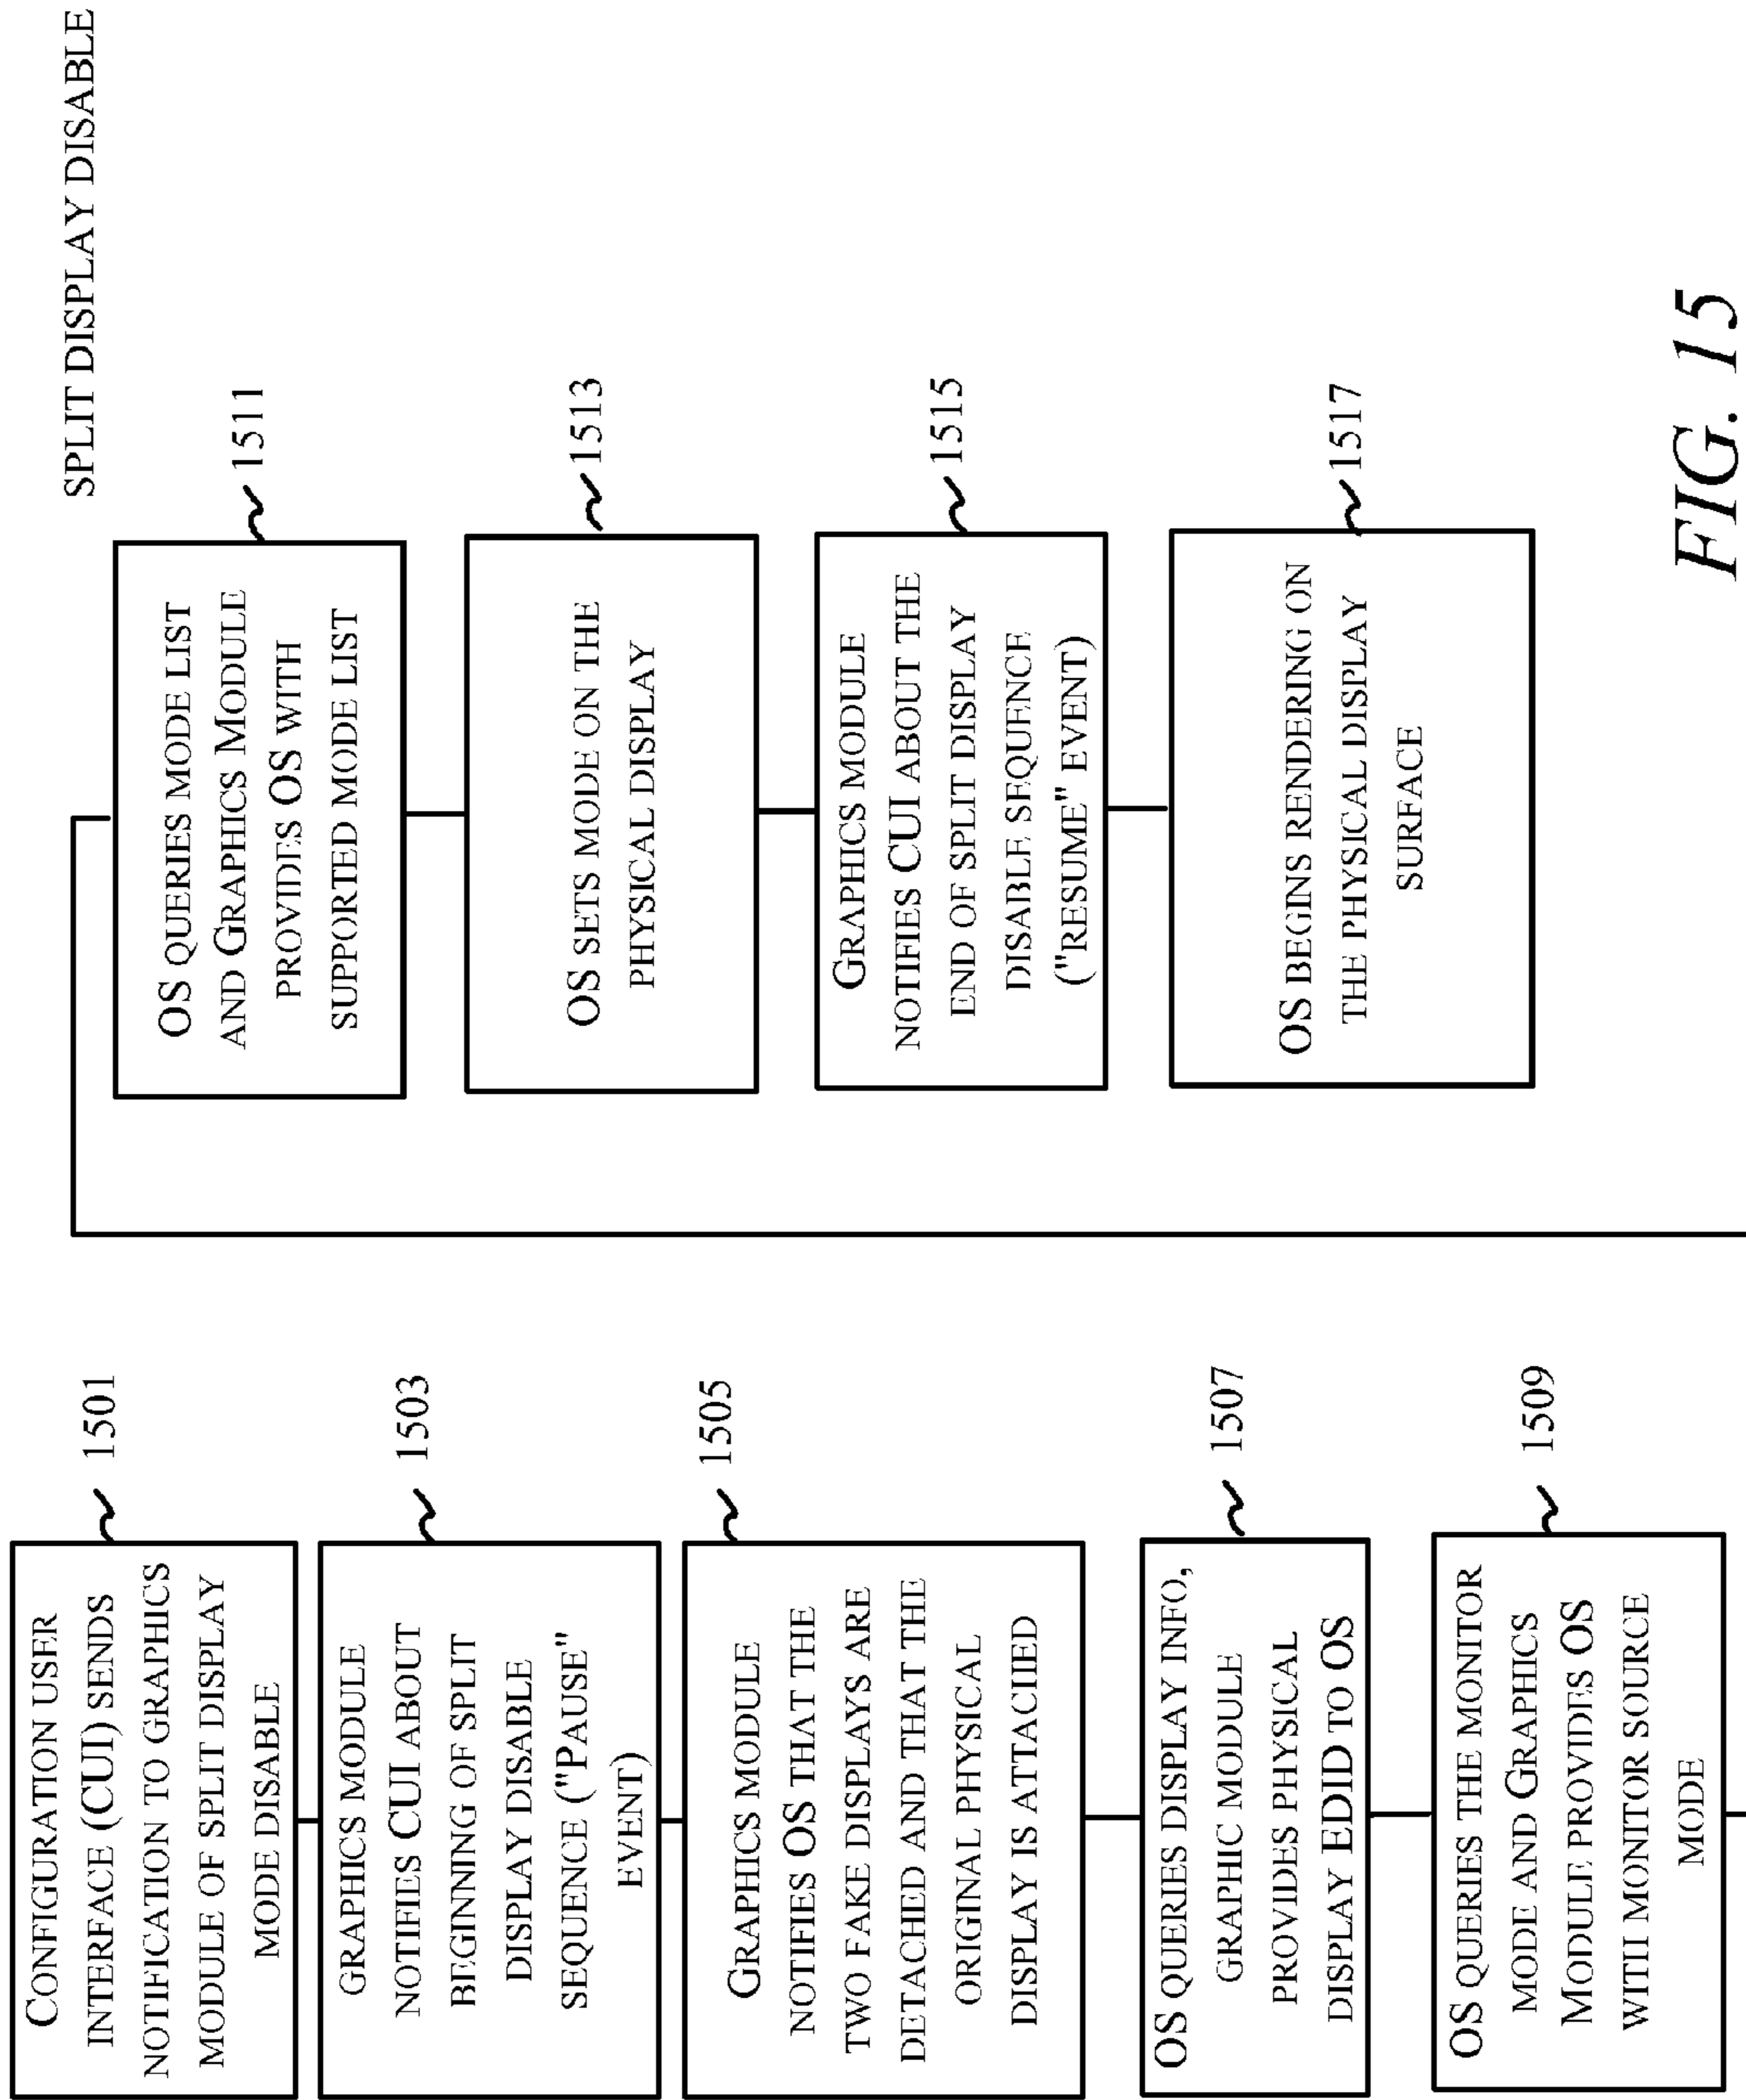 SPLIT DISPLAY DISABLE
CONFIGURATION USER
INTERFACE (CUI) SENDS
NOTIFICATION TO GRAPHICS
MODULE OF SPLIT DISPLAY
MODE DISABLE
1501
GRAPHICS MODULE
NOTIFIES CUI ABOUT
BEGINNING OF SPLIT
DISPLAY DISABLE
SEQUENCE ("PAUSE"
EVENT)
1503
GRAPHICS MODULE
NOTIFIES OS THAT THE
TWO FAKE DISPLAYS ARE
DETACHED AND THAT THE
ORIGINAL PHYSICAL
DISPLAY IS ATTACHED
1505
OS QUERIES DISPLAY INFO,
GRAPHIC MODULE
PROVIDES PHYSICAL
DISPLAY EDID TO OS
1507
OS QUERIES THE MONITOR
MODE AND GRAPHICS
MODULE PROVIDES OS
WITH MONITOR SOURCE
MODE
1509
OS QUERIES MODE LIST
AND GRAPHICS MODULE
PROVIDES OS WITH
SUPPORTED MODE LIST
1511
OS SETS MODE ON THE
PHYSICAL DISPLAY
1513
GRAPHICS MODULE
NOTIFIES CUI ABOUT THE
END OF SPLIT DISPLAY
DISABLE SEQUENCE
("RESUME" EVENT)
1515
OS BEGINS RENDERING ON
THE PHYSICAL DISPLAY
SURFACE
1517
FIG. 15